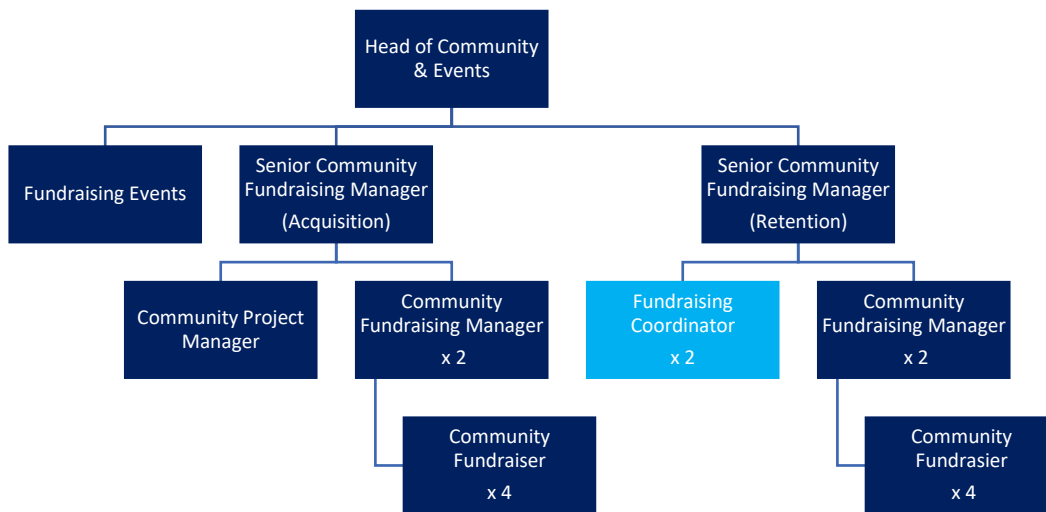 Head of Community
& Events
Fundraising Events
Senior Community
Fundraising Manager
(Acquisition)
Senior Community
Fundraising Manager
(Retention)
Community Project
Manager
Community
Fundraising Manager
x 2
Fundraising
Coordinator
x 2
Community
Fundraising Manager
x 2
Community
Fundraiser
x 4
Community
Fundrasier
x 4